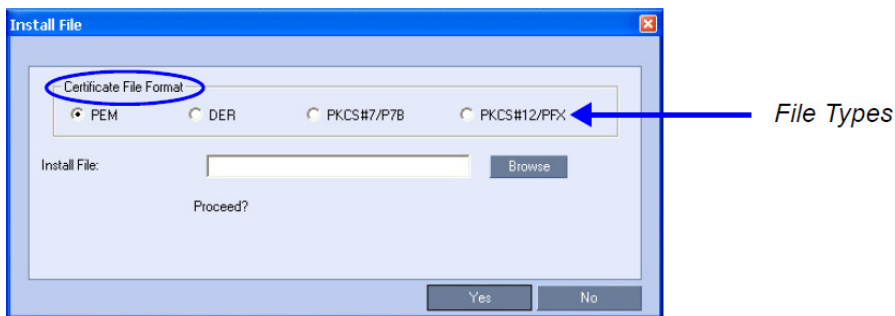 Install File
Certificate File Format
PEM DER PKCS#7/P7B PKCS#12/PFX
File Types
Install File: Browse
Proceed?
Yes No